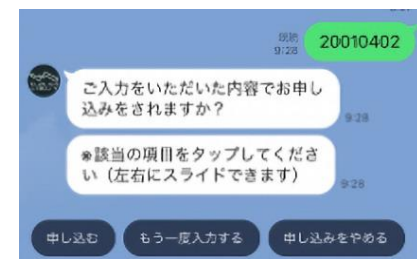 既読
9:28
20010402
ご入力をいただいた内容でお申し
込みをされますか？
9:28
※該当の項目をタップしてくださ
い（左右にスライドできます）
9:28
申し込む
もう一度入力する
申し込みをやめる